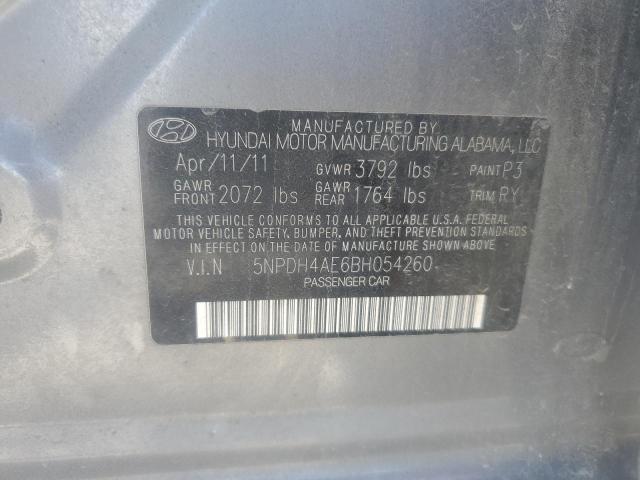 MANUFACTURED BY
HYUNDAI MOTOR MANUFACTURING ALABAMA, LLC
Apr/11/11 GVWR 3792 lbs PAINT P3
GAWR FRONT 2072 lbs GAWR REAR 1764 lbs TRIM RY
THIS VEHICLE CONFORMS TO ALL APPLICABLE U.S.A. FEDERAL
MOTOR VEHICLE SAFETY, BUMPER, AND THEFT PREVENTION STANDARDS
IN EFFECT ON THE DATE OF MANUFACTURE SHOWN ABOVE.
V.I.N 5NPDH4AE6BH054260
PASSENGER CAR